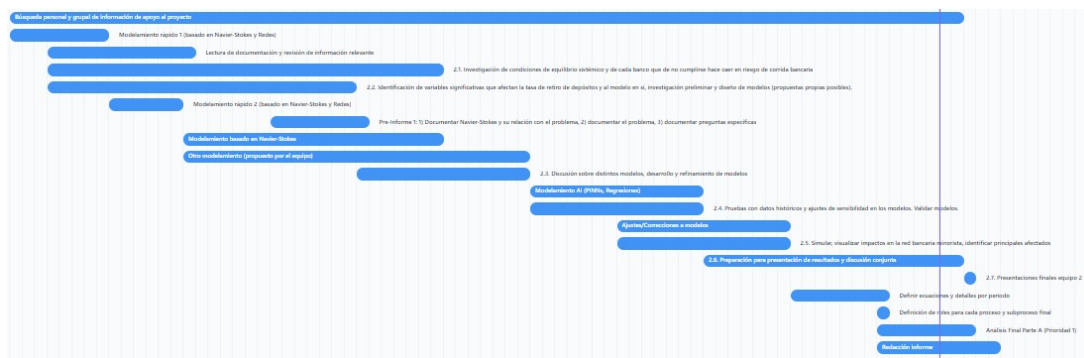 Búsqueda personal y grupal de información de apoyo al proyecto
Modelamiento rápido 1 (basado en Navier-Stokes y Redes)
Lectura de documentación y revisión de información relevante
2.1. Investigación de condiciones de equilibrio sistémico y de cada banco que de no cumplirse hace caer en riesgo de corrida bancaria
2.2. Identificación de variables significativas que afectan la tasa de retiro de depósitos y al modelo en si, investigación preliminar y diseño de modelos (propuestas propias posibles).
Modelamiento rápido 2 (basado en Navier-Stokes y Redes)
Pre-Informe 1: 1) Documentar Navier-Stokes y su relación con el problema, 2) documentar el problema, 3) documentar preguntas específicas
Modelamiento basado en Navier-Stokes
Otro modelamiento (propuesto por el equipo)
2.3. Discusión sobre distintos modelos, desarrollo y refinamiento de modelos
Modelamiento AI (PINNs, Regresiones)
2.4. Pruebas con datos históricos y ajustes de sensibilidad en los modelos. Validar modelos.
Ajustes/Correcciones a modelos
2.5. Simular, visualizar impactos en la red bancaria minorista, identificar principales afectados
2.6. Preparación para presentación de resultados y discusión conjunta
2.7. Presentaciones finales equipo 2
Definir ecuaciones y detalles por periodo
Definición de roles para cada proceso y subproceso final
Análisis Final Parte A (Prioridad 1)
Redacción informe